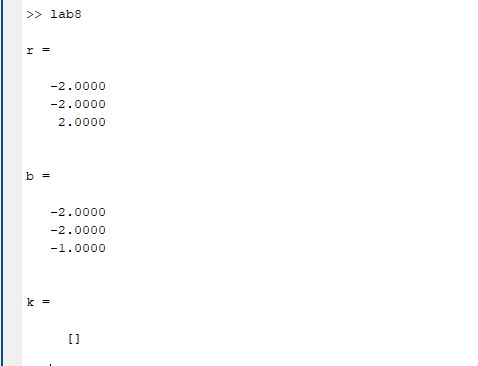 >> lab8
r =
-2.0000
-2.0000
2.0000
b =
-2.0000
-2.0000
-1.0000
k =
[]